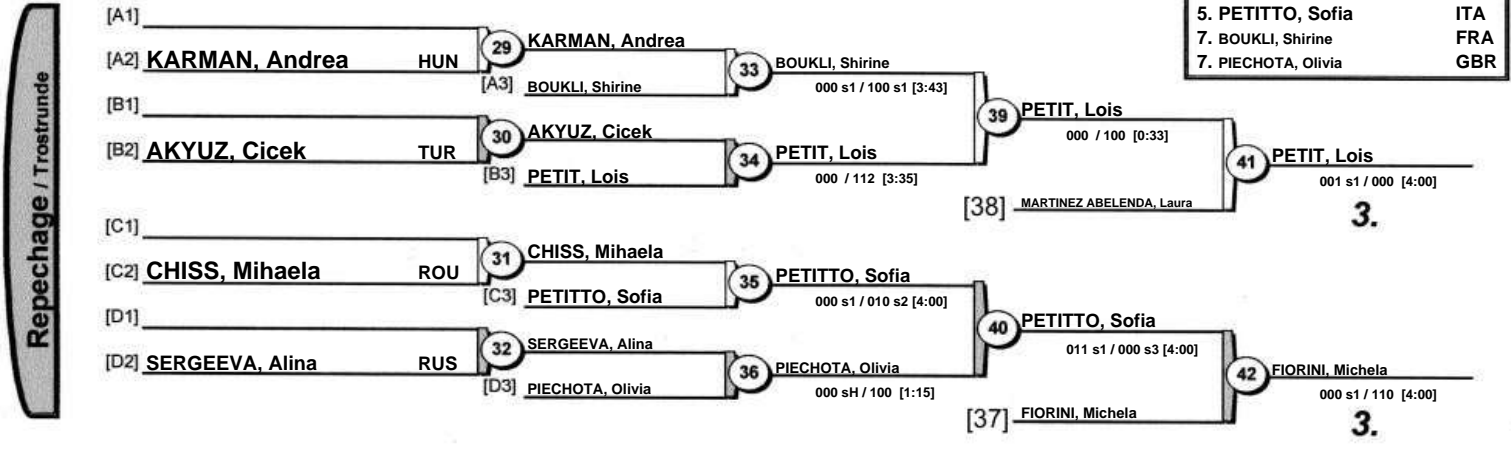 Repechage / Trostrunde
5. PETITTO, Sofia ITA
7. BOUKLI, Shirine FRA
7. PIECHOTA, Olivia GBR
[A1]
[A2] KARMAN, Andrea HUN
29
KARMAN, Andrea
[A3] BOUKLI, Shirine
33
BOUKLI, Shirine
000 s1 / 100 s1 [3:43]
[B1]
[B2] AKYUZ, Cicek TUR
30
AKYUZ, Cicek
[B3] PETIT, Lois
34
PETIT, Lois
000 / 112 [3:35]
39
PETIT, Lois
000 / 100 [0:33]
[38] MARTINEZ ABELENDA, Laura
41
PETIT, Lois
001 s1 / 000 [4:00]
3.
[C1]
[C2] CHISS, Mihaela ROU
31
CHISS, Mihaela
[C3] PETITTO, Sofia
35
PETITTO, Sofia
000 s1 / 010 s2 [4:00]
[D1]
[D2] SERGEEVA, Alina RUS
32
SERGEEVA, Alina
[D3] PIECHOTA, Olivia
36
PIECHOTA, Olivia
000 sH / 100 [1:15]
40
PETITTO, Sofia
011 s1 / 000 s3 [4:00]
[37] FIORINI, Michela
42
FIORINI, Michela
000 s1 / 110 [4:00]
3.